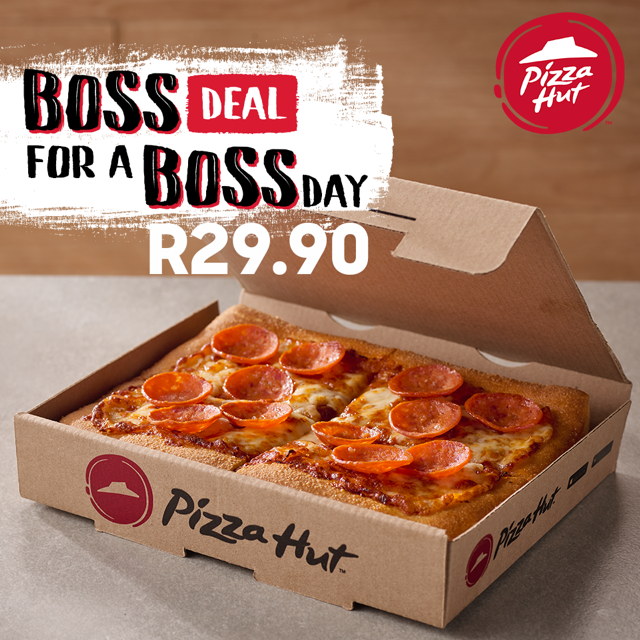 BOSS DEAL
FOR A BOSS DAY
R29.90
Pizza
Hut
Pizza Hut
Pizza Hut